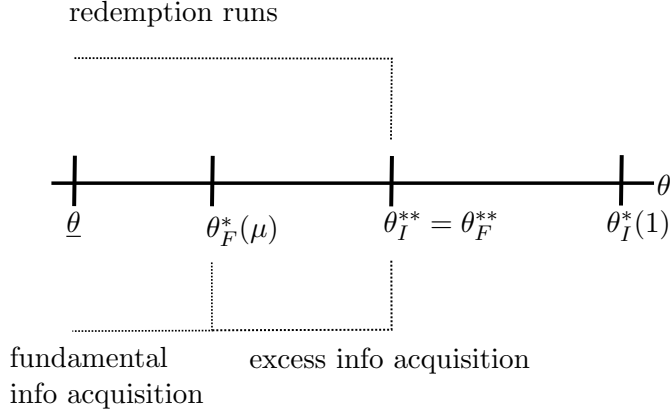 redemption runs
θ
θ̲ θ*_F(μ) θ**_I = θ**_F θ*_I(1)
fundamental excess info acquisition
info acquisition